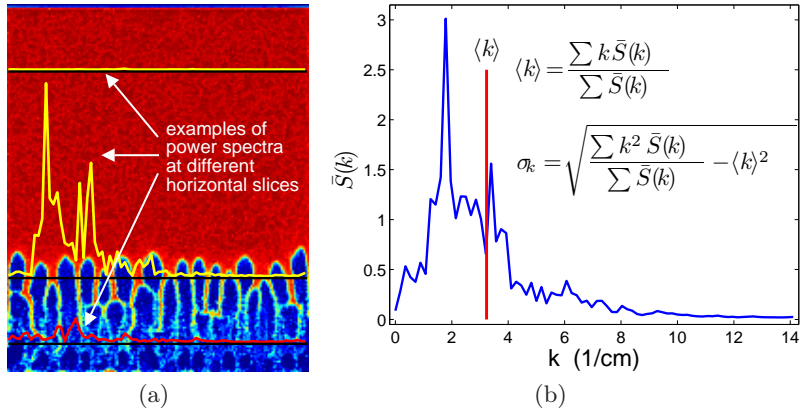 examples of
power spectra
at different
horizontal slices
(a)
3
2.5
2
1.5
1
0.5
0
S̄(k)
⟨k⟩
⟨k⟩ = ∑ k S̄(k) / ∑ S̄(k)
σk = √( ∑ k² S̄(k) / ∑ S̄(k) − ⟨k⟩² )
0 2 4 6 8 10 12 14
k (1/cm)
(b)